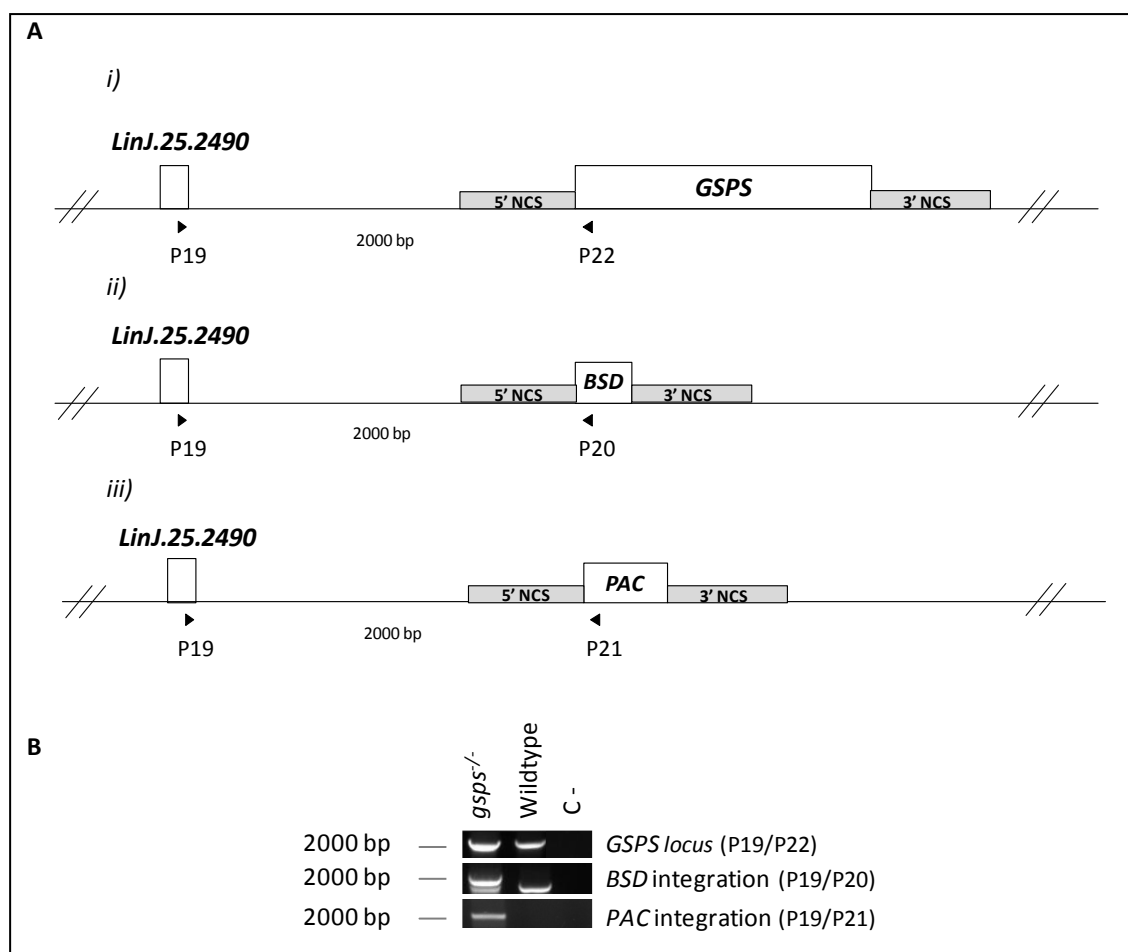 A
i)
LinJ.25.2490
GSPS
5' NCS
3' NCS
2000 bp
P19
P22
ii)
LinJ.25.2490
BSD
5' NCS
3' NCS
2000 bp
P19
P20
iii)
LinJ.25.2490
PAC
5' NCS
3' NCS
2000 bp
P19
P21
B
gsps-/-
Wildtype
C -
2000 bp
GSPS locus (P19/P22)
2000 bp
BSD integration (P19/P20)
2000 bp
PAC integration (P19/P21)